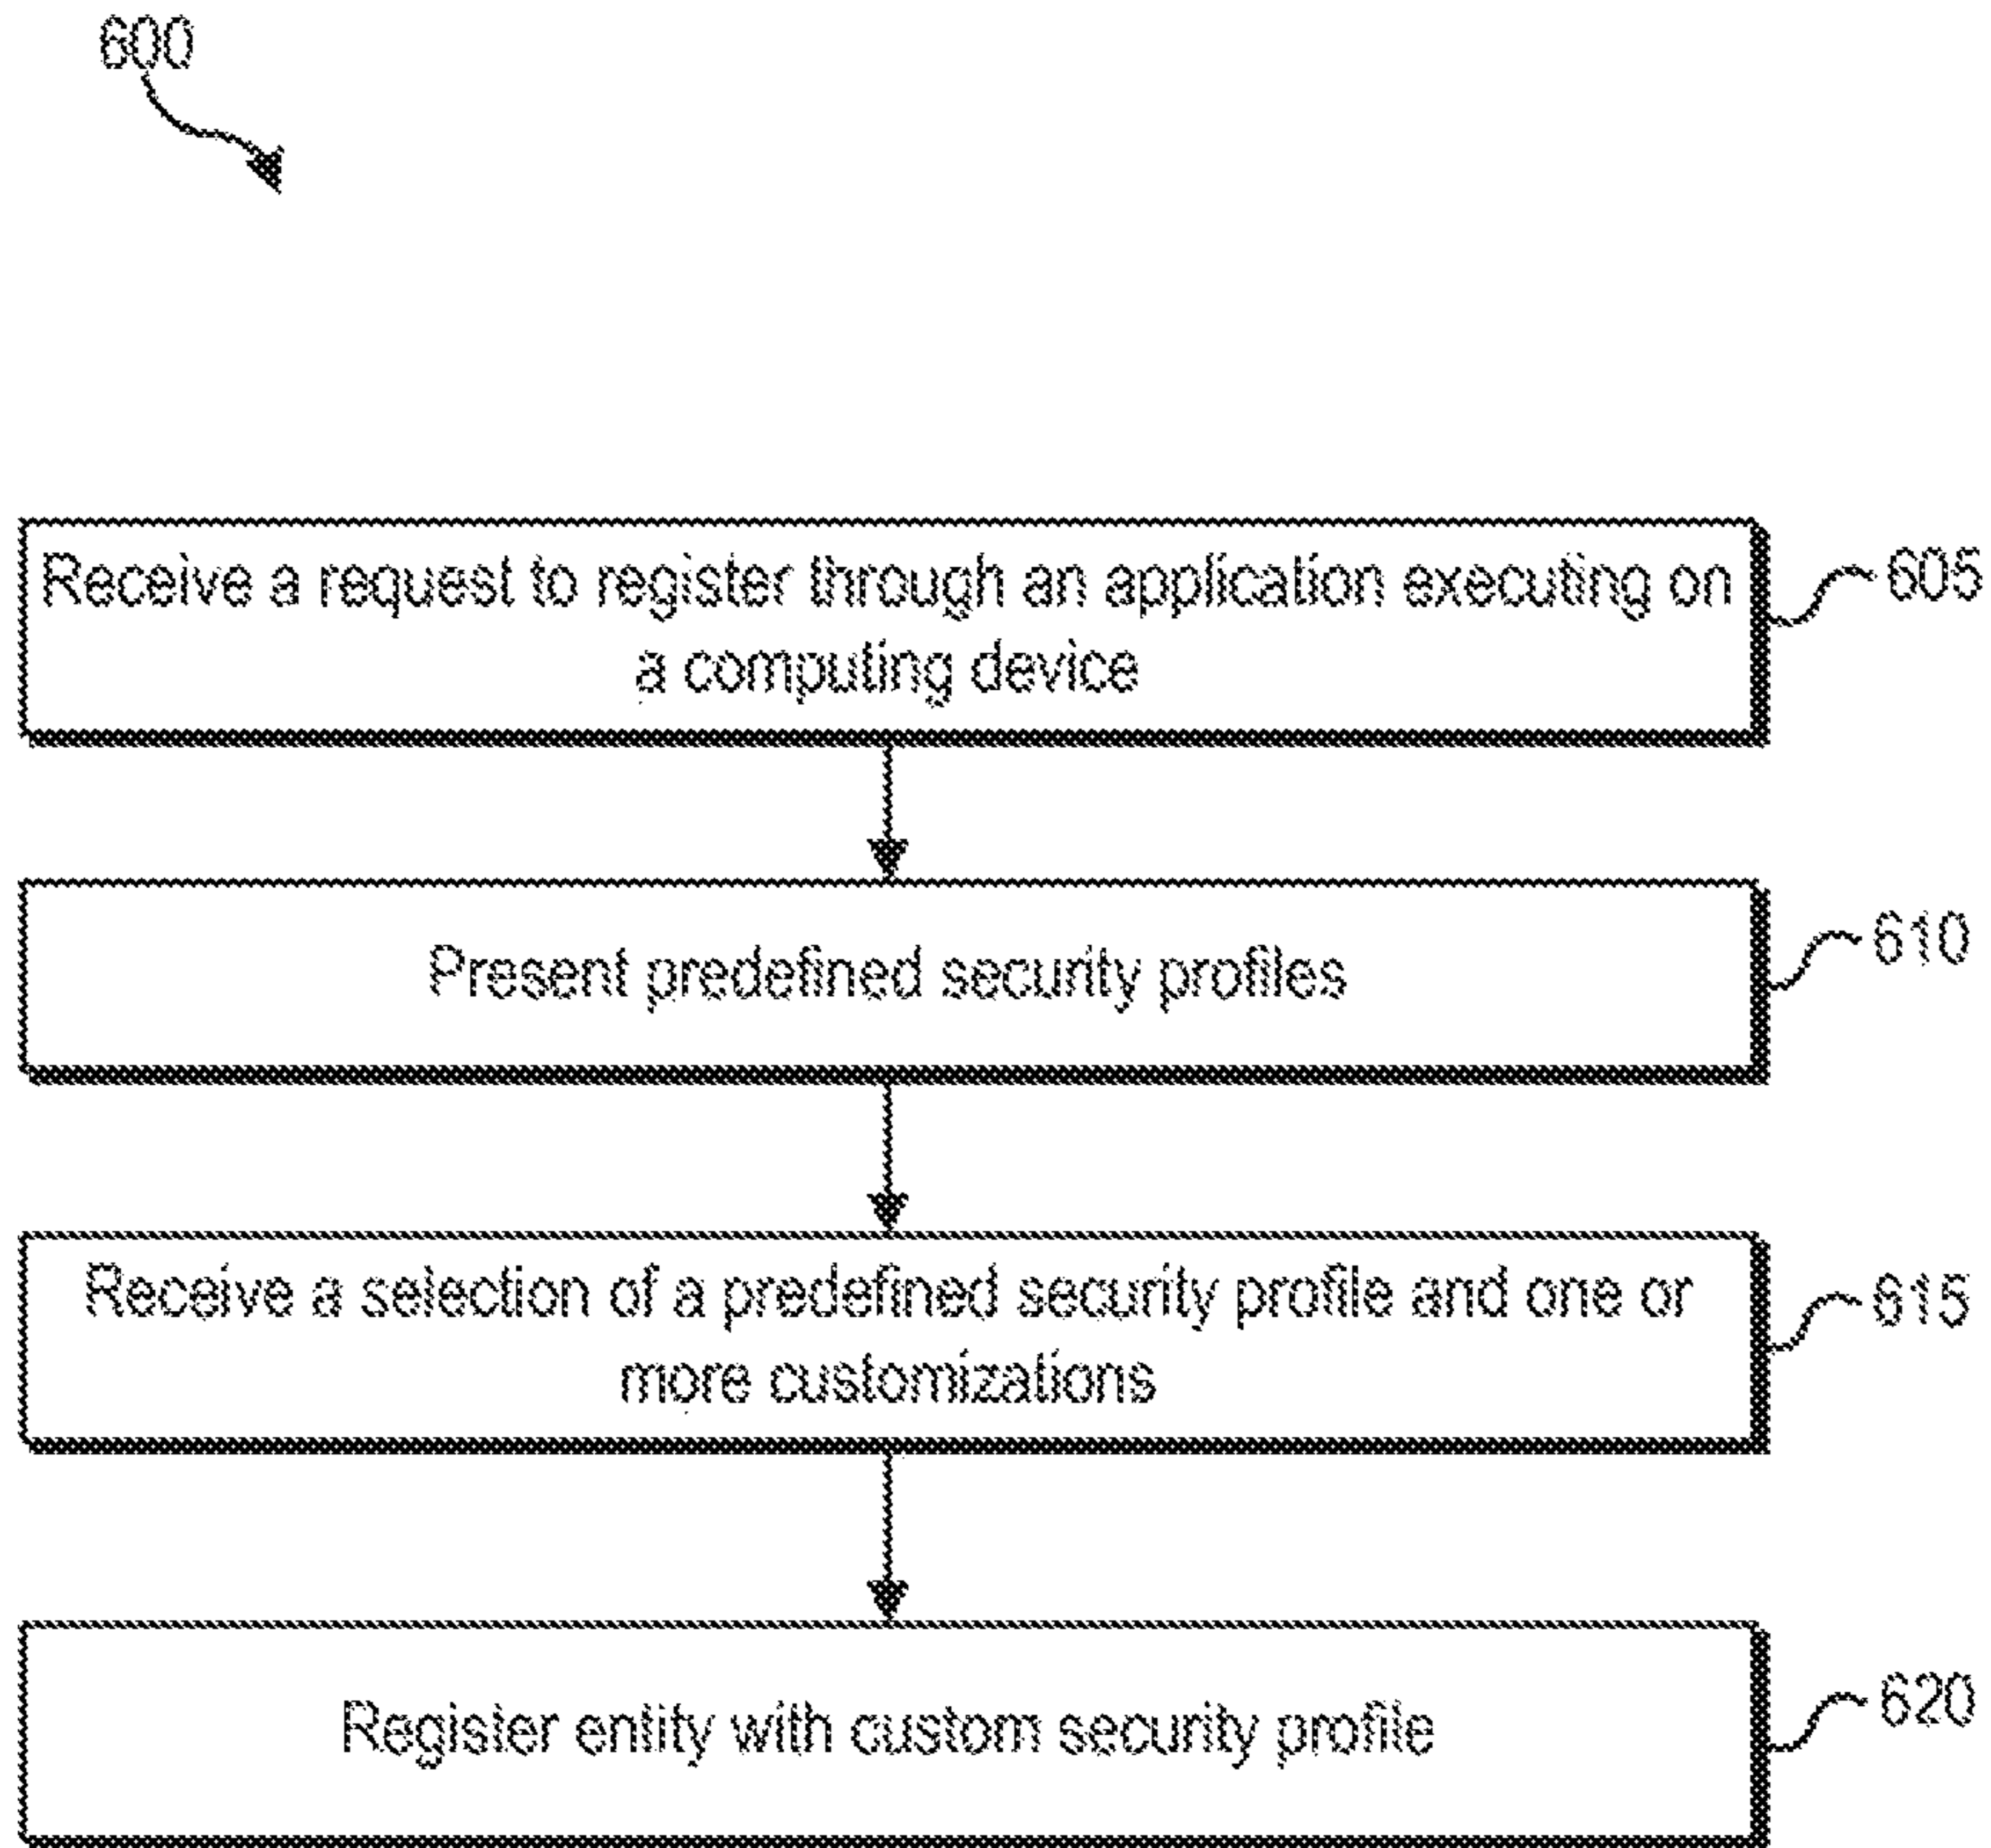 600
Receive a request to register through an application executing on
a computing device
605
Present predefined security profiles
610
Receive a selection of a predefined security profile and one or
more customizations
615
Register entity with custom security profile
620